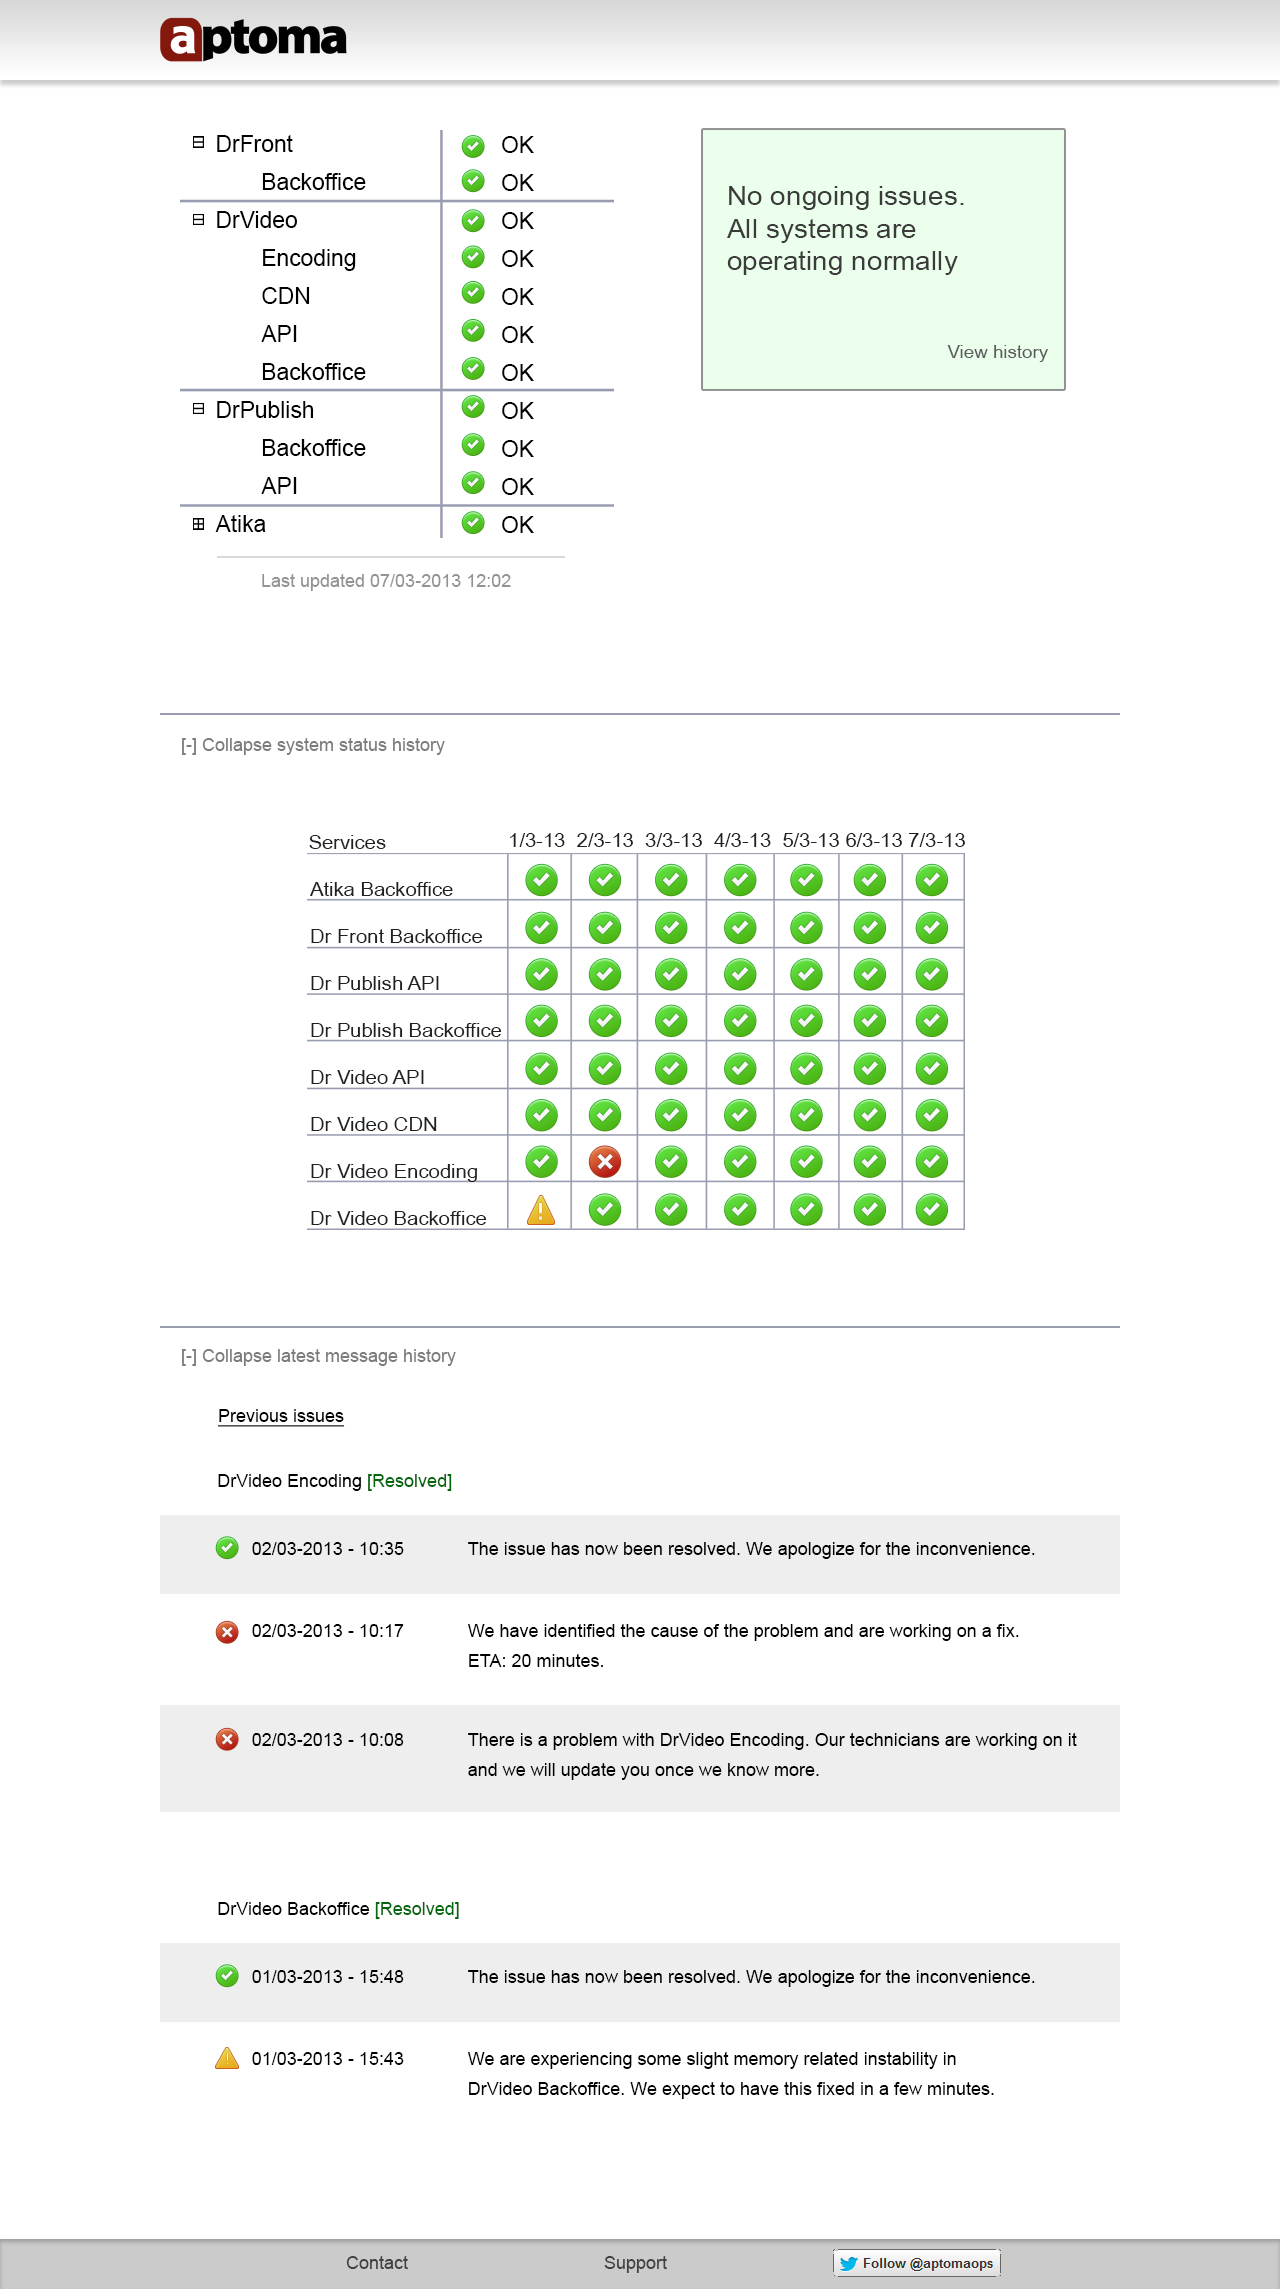 aptoma
DrFront OK
Backoffice OK
DrVideo OK
Encoding OK
CDN OK
API OK
Backoffice OK
DrPublish OK
Backoffice OK
API OK
Atika OK
Last updated 07/03-2013 12:02
No ongoing issues.
All systems are
operating normally
View history
[-] Collapse system status history
Services 1/3-13 2/3-13 3/3-13 4/3-13 5/3-13 6/3-13 7/3-13
Atika Backoffice
Dr Front Backoffice
Dr Publish API
Dr Publish Backoffice
Dr Video API
Dr Video CDN
Dr Video Encoding
Dr Video Backoffice
[-] Collapse latest message history
Previous issues
DrVideo Encoding [Resolved]
02/03-2013 - 10:35 The issue has now been resolved. We apologize for the inconvenience.
02/03-2013 - 10:17 We have identified the cause of the problem and are working on a fix.
ETA: 20 minutes.
02/03-2013 - 10:08 There is a problem with DrVideo Encoding. Our technicians are working on it
and we will update you once we know more.
DrVideo Backoffice [Resolved]
01/03-2013 - 15:48 The issue has now been resolved. We apologize for the inconvenience.
01/03-2013 - 15:43 We are experiencing some slight memory related instability in
DrVideo Backoffice. We expect to have this fixed in a few minutes.
Contact Support Follow @aptomaops